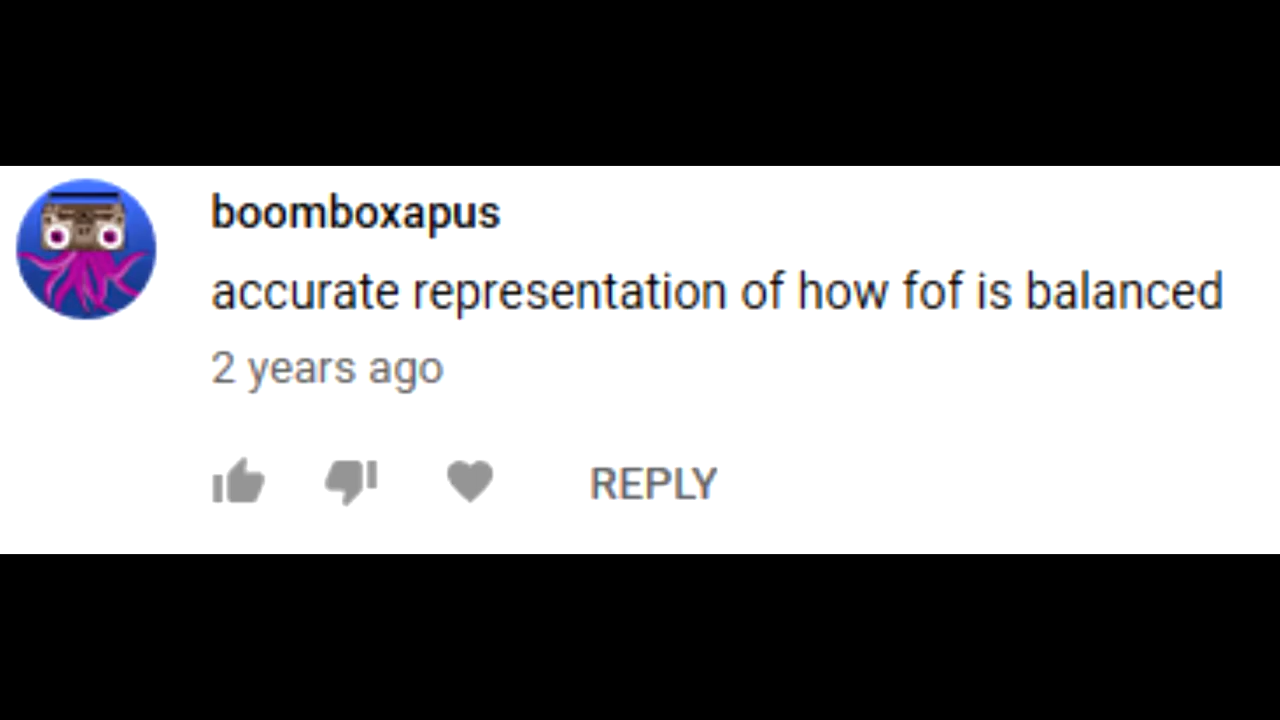 boomboxapus
accurate representation of how fof is balanced
2 years ago
REPLY